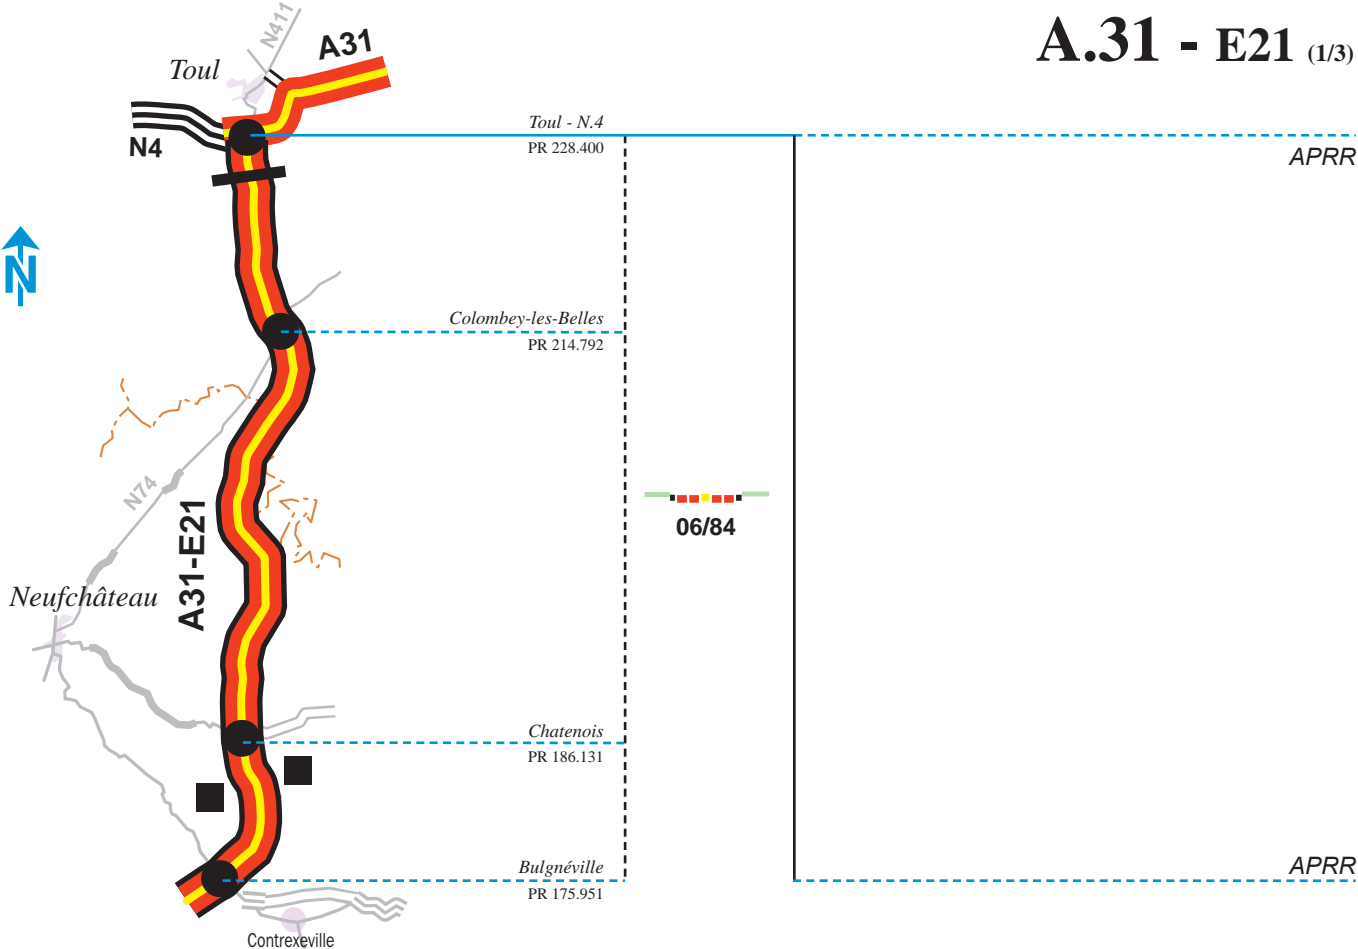 A.31 - E21 (1/3)
N411
A31
Toul
N4
Toul - N.4
PR 228.400
APRR
N
Colombey-les-Belles
PR 214.792
N74
A31-E21
06/84
Neufchâteau
Chatenois
PR 186.131
Bulgnéville
PR 175.951
APRR
Contrexeville